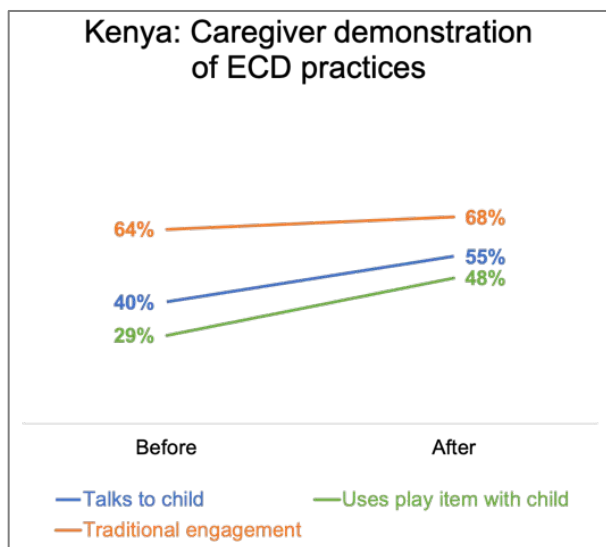 Kenya: Caregiver demonstration
of ECD practices
64%
68%
40%
55%
29%
48%
Before
After
Talks to child
Uses play item with child
Traditional engagement